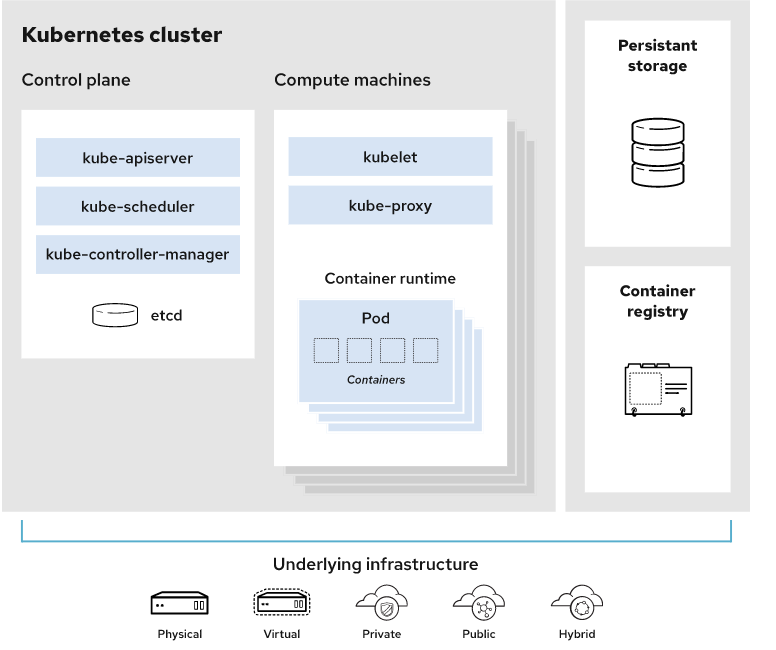 Kubernetes cluster
Control plane
kube-apiserver
kube-scheduler
kube-controller-manager
etcd
Compute machines
kubelet
kube-proxy
Container runtime
Pod
Containers
Persistant
storage
Container
registry
Underlying infrastructure
Physical
Virtual
Private
Public
Hybrid